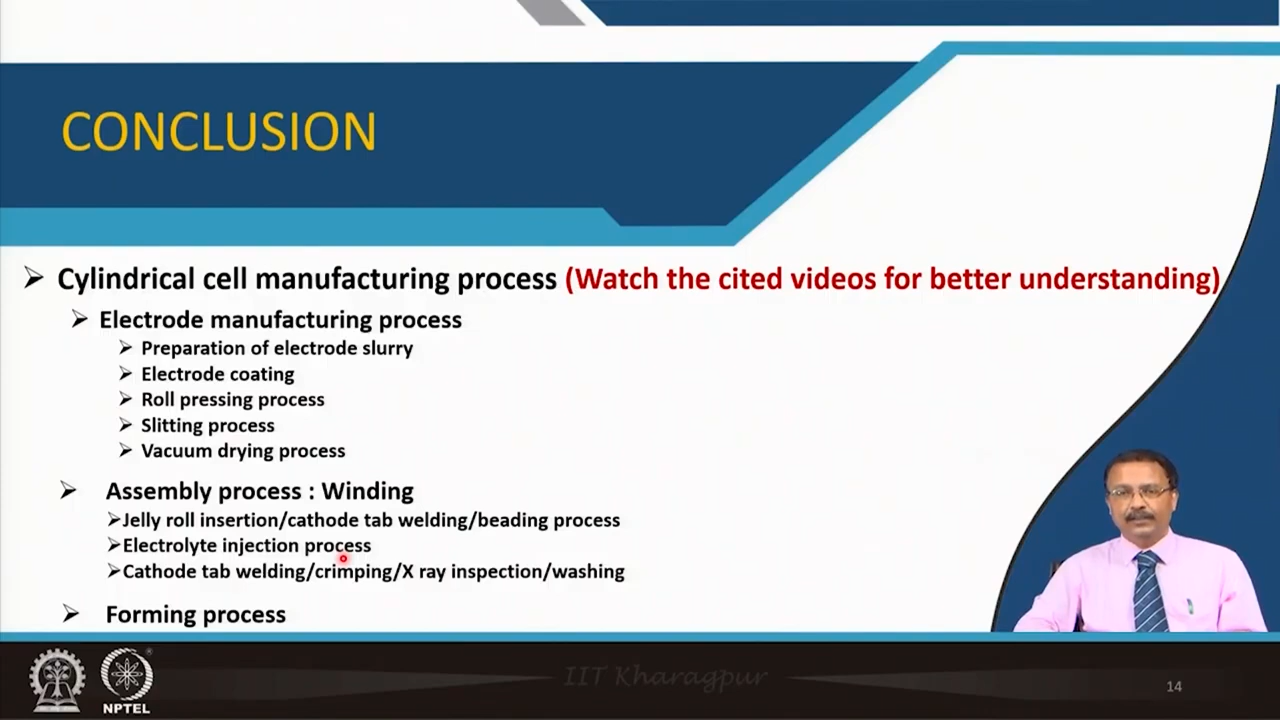 CONCLUSION
Cylindrical cell manufacturing process (Watch the cited videos for better understanding)
Electrode manufacturing process
Preparation of electrode slurry
Electrode coating
Roll pressing process
Slitting process
Vacuum drying process
Assembly process : Winding
Jelly roll insertion/cathode tab welding/beading process
Electrolyte injection process
Cathode tab welding/crimping/X ray inspection/washing
Forming process
IIT Kharagpur
NPTEL
14